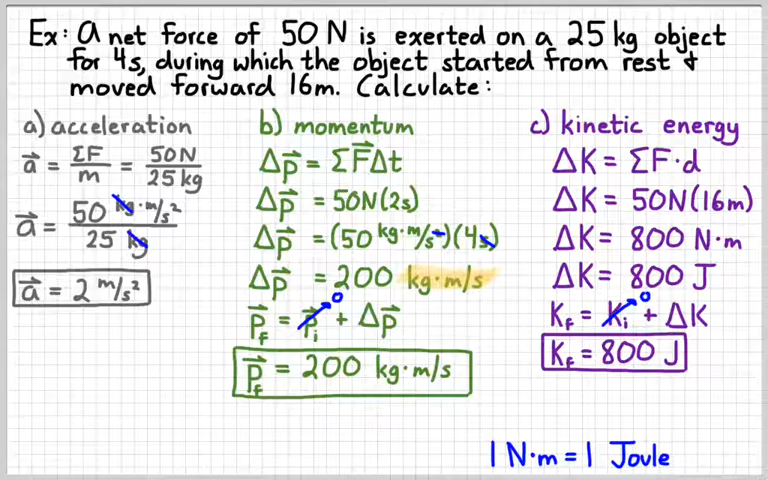 Ex: A net force of 50 N is exerted on a 25 kg object
for 4s, during which the object started from rest &
moved forward 16m. Calculate:
a) acceleration
a⃗ = ΣF/m = 50N/25kg
a⃗ = 50 kg·m/s²/25 kg
a⃗ = 2 m/s²
b) momentum
Δp⃗ = ΣF⃗Δt
Δp⃗ = 50N(2s)
Δp⃗ = (50 kg·m/s²)(4s)
Δp⃗ = 200 kg·m/s
p⃗f = p⃗i 0 + Δp⃗
p⃗f = 200 kg·m/s
c) kinetic energy
ΔK = ΣF·d
ΔK = 50N(16m)
ΔK = 800 N·m
ΔK = 800 J
Kf = Ki 0 + ΔK
Kf = 800 J
1 N·m = 1 Joule